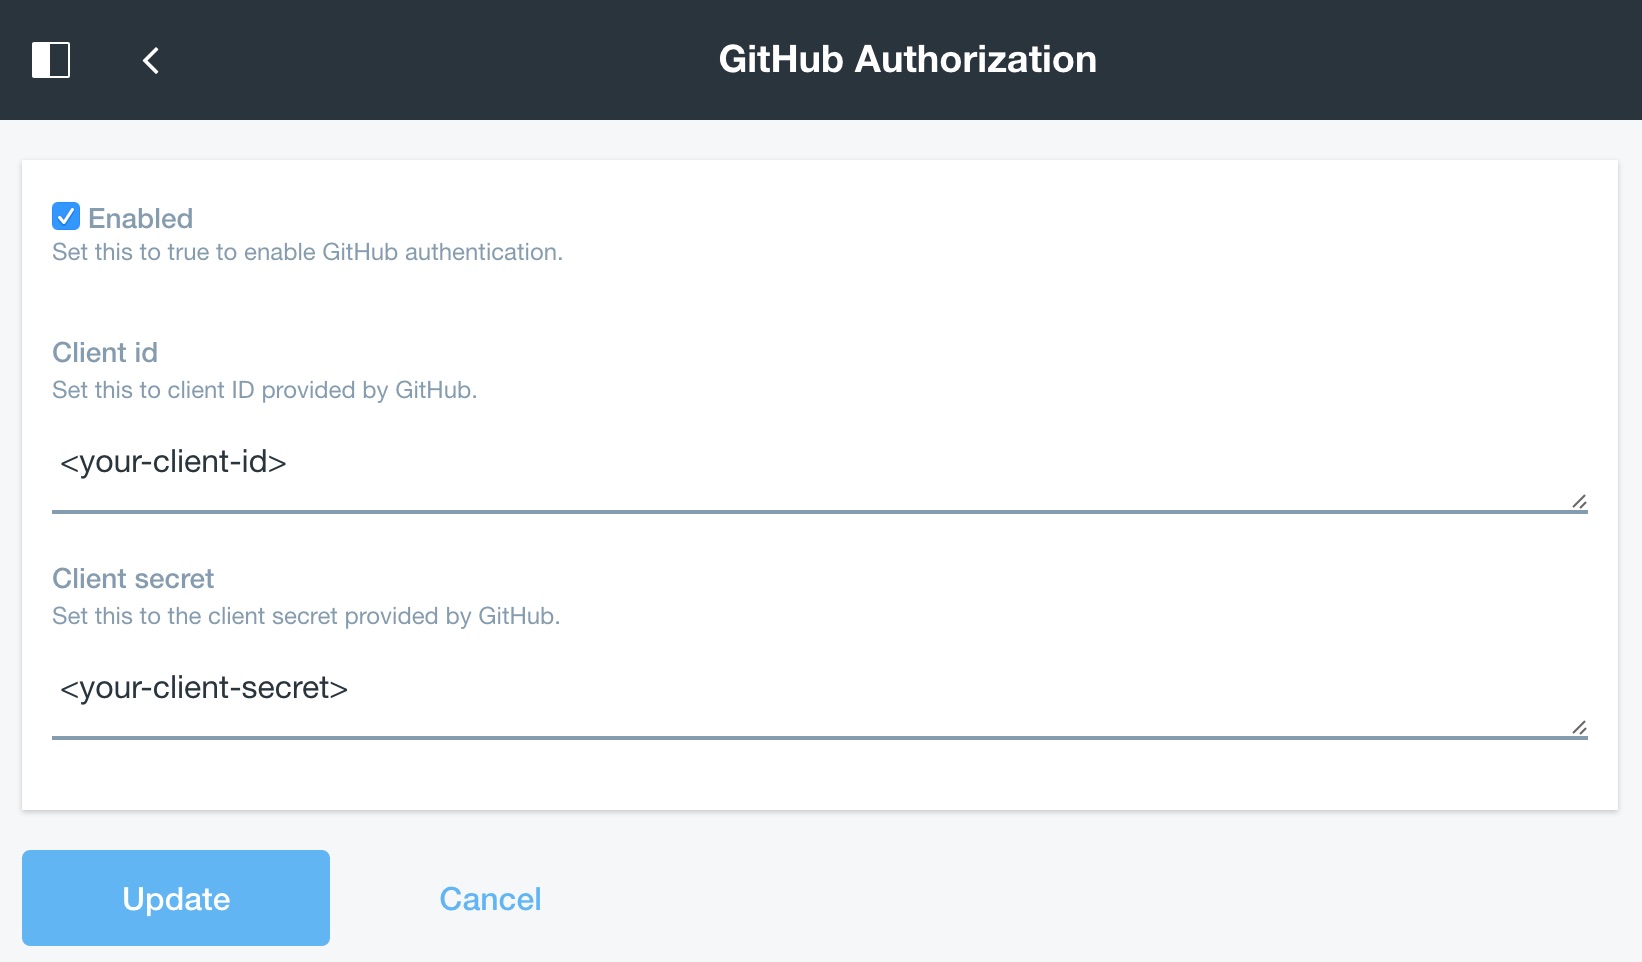 GitHub Authorization
Enabled
Set this to true to enable GitHub authentication.
Client id
Set this to client ID provided by GitHub.
<your-client-id>
Client secret
Set this to the client secret provided by GitHub.
<your-client-secret>
Update
Cancel